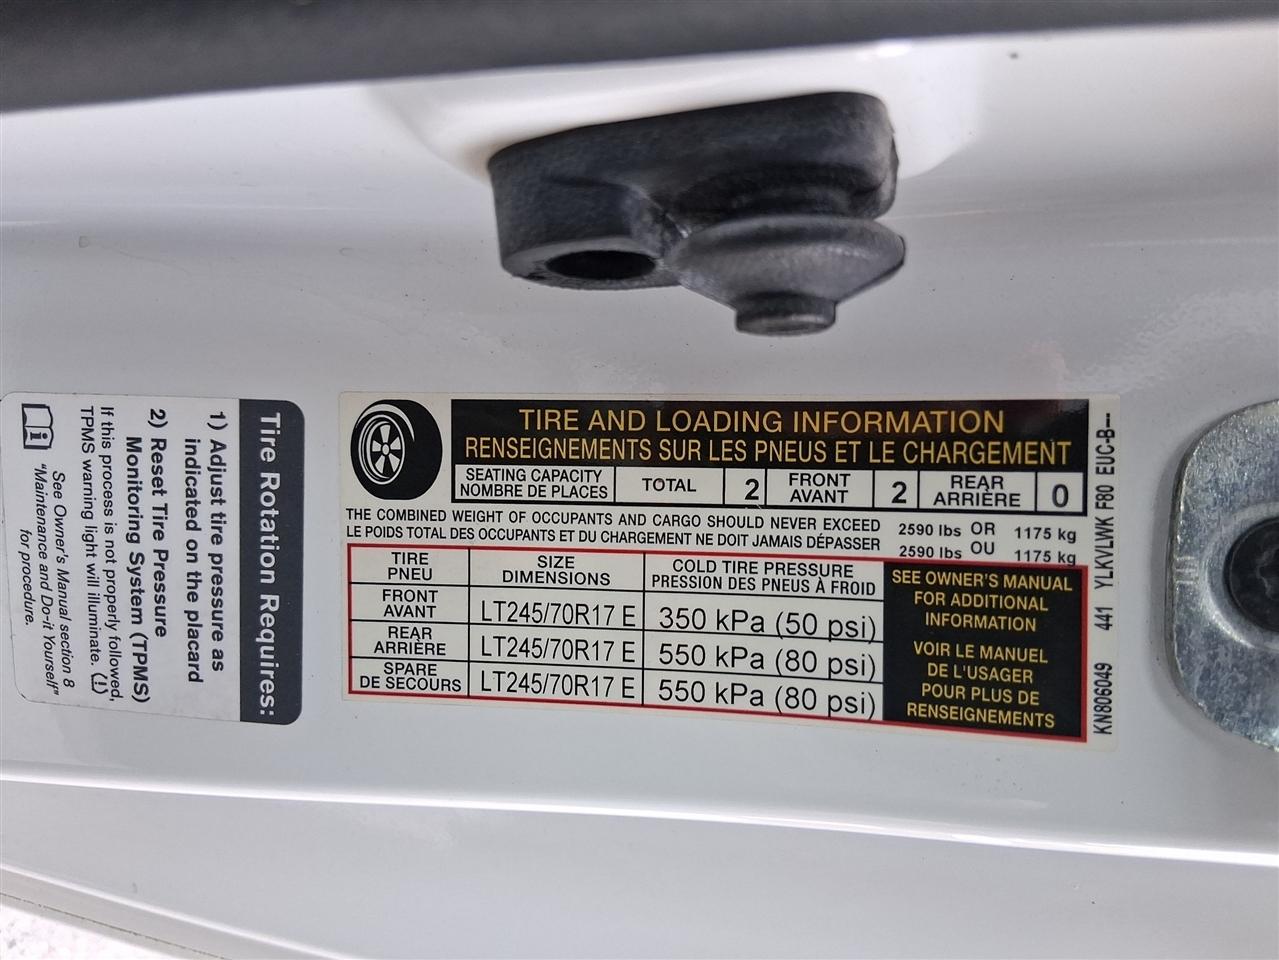 TIRE AND LOADING INFORMATION
RENSEIGNEMENTS SUR LES PNEUS ET LE CHARGEMENT
SEATING CAPACITY
NOMBRE DE PLACES
TOTAL
2
FRONT
AVANT
2
REAR
ARRIÈRE
0
THE COMBINED WEIGHT OF OCCUPANTS AND CARGO SHOULD NEVER EXCEED
LE POIDS TOTAL DES OCCUPANTS ET DU CHARGEMENT NE DOIT JAMAIS DÉPASSER
2590 lbs OR 1175 kg
2590 lbs OU 1175 kg
TIRE
PNEU
SIZE
DIMENSIONS
COLD TIRE PRESSURE
PRESSION DES PNEUS À FROID
FRONT
AVANT
LT245/70R17 E
350 kPa (50 psi)
REAR
ARRIÈRE
LT245/70R17 E
550 kPa (80 psi)
SPARE
DE SECOURS
LT245/70R17 E
550 kPa (80 psi)
SEE OWNER'S MANUAL
FOR ADDITIONAL
INFORMATION
VOIR LE MANUEL
DE L'USAGER
POUR PLUS DE
RENSEIGNEMENTS
KN806049 441 YLKVLWK F80 EUC-B---
Tire Rotation Requires:
1) Adjust tire pressure as
indicated on the placard
2) Reset Tire Pressure
Monitoring System (TPMS)
If this process is not properly followed,
TPMS warning light will illuminate. (!)
See Owner's Manual section 8
"Maintenance and Do-it Yourself"
for procedure.